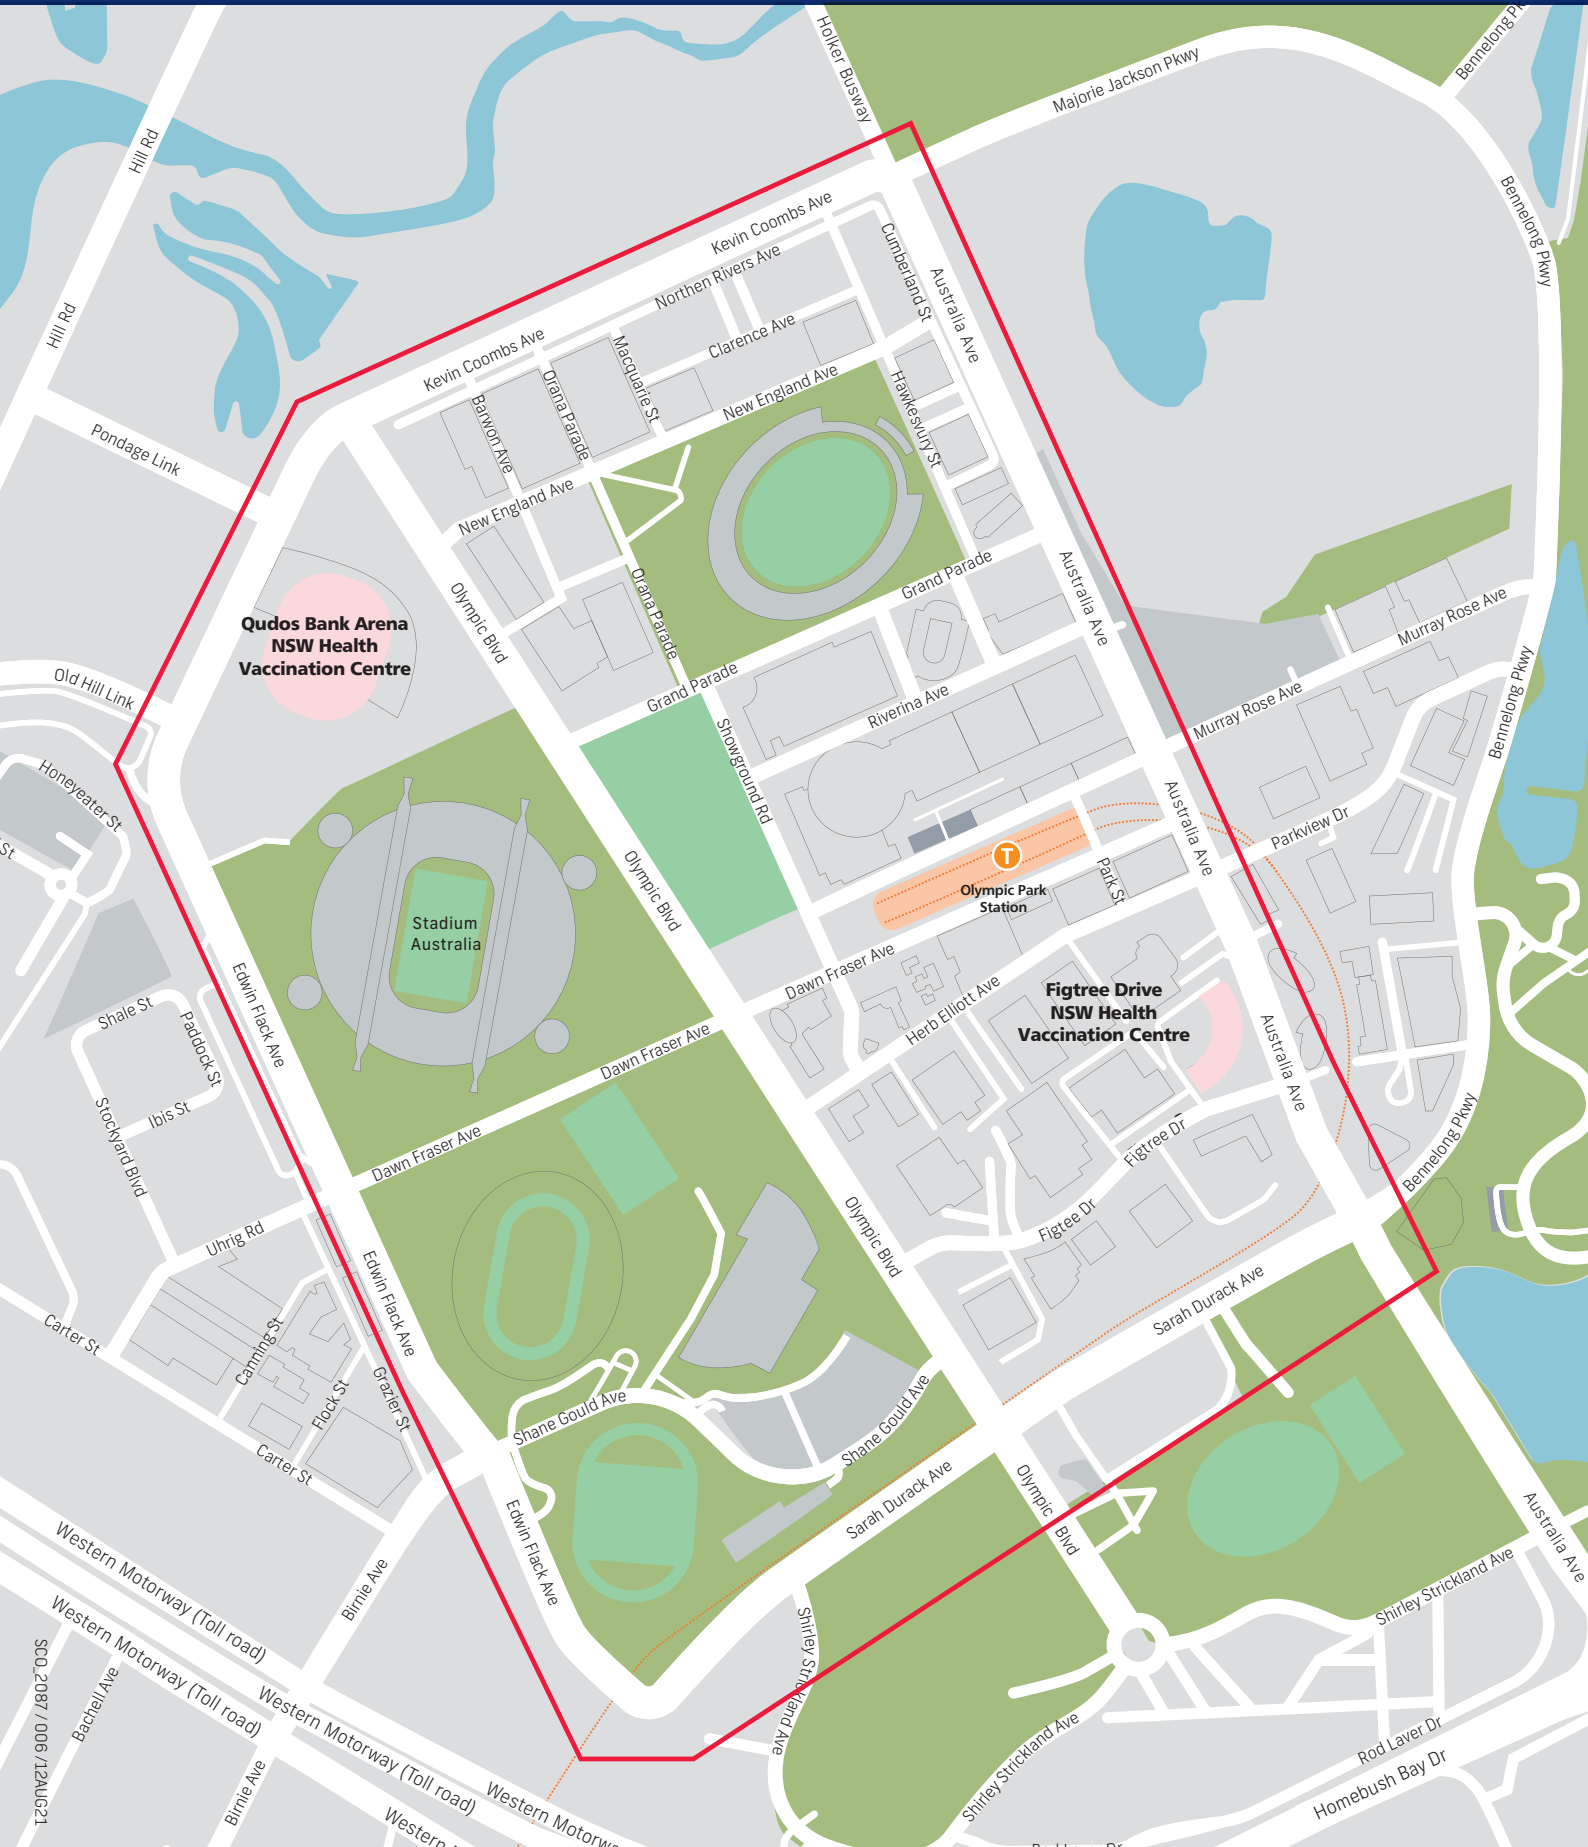 Holker Busway
Majorie Jackson Pkwy
Bennelong
Hill Rd
Bennelong Pkwy
Kevin Coombs Ave
Northen Rivers Ave
Cumberland St
Australia Ave
Hill Rd
Kevin Coombs Ave
Clarence Ave
Macquarie St
Orana Parade
Barwon Ave
New England Ave
Hawkesvury St
Pondage Link
New England Ave
Olympic Blvd
Orana Parade
Grand Parade
Australia Ave
Murray Rose Ave
Qudos Bank Arena
NSW Health
Vaccination Centre
Old Hill Link
Grand Parade
Riverina Ave
Murray Rose Ave
Bennelong Pkwy
Showground Rd
Honeyeater St
St
Australia Ave
Parkview Dr
T
Olympic Park
Station
Park St
Olympic Blvd
Stadium
Australia
Edwin Flack Ave
Dawn Fraser Ave
Herb Elliott Ave
Figtree Drive
NSW Health
Vaccination Centre
Shale St
Paddock St
Dawn Fraser Ave
Australia Ave
Ibis St
Stockyard Blvd
Dawn Fraser Ave
Figtree Dr
Bennelong Pkwy
Uhrig Rd
Olympic Blvd
Figtee Dr
Edwin Flack Ave
Sarah Durack Ave
Carter St
Canning St
Flock St
Grazier St
Shane Gould Ave
Shane Gould Ave
Carter St
Sarah Durack Ave
Olympic Blvd
Edwin Flack Ave
Australia Ave
Shirley Strickland Ave
Western Motorway (Toll road)
Western Motorway (Toll road)
Birnie Ave
Shirley Strickland Ave
Bachell Ave
Western Motorway (Toll road)
Shirley Strickland Ave
Rod Laver Dr
Homebush Bay Dr
Birnie Ave
Western Motorwa
Western
SCO_2087 / 006 /12AUG21